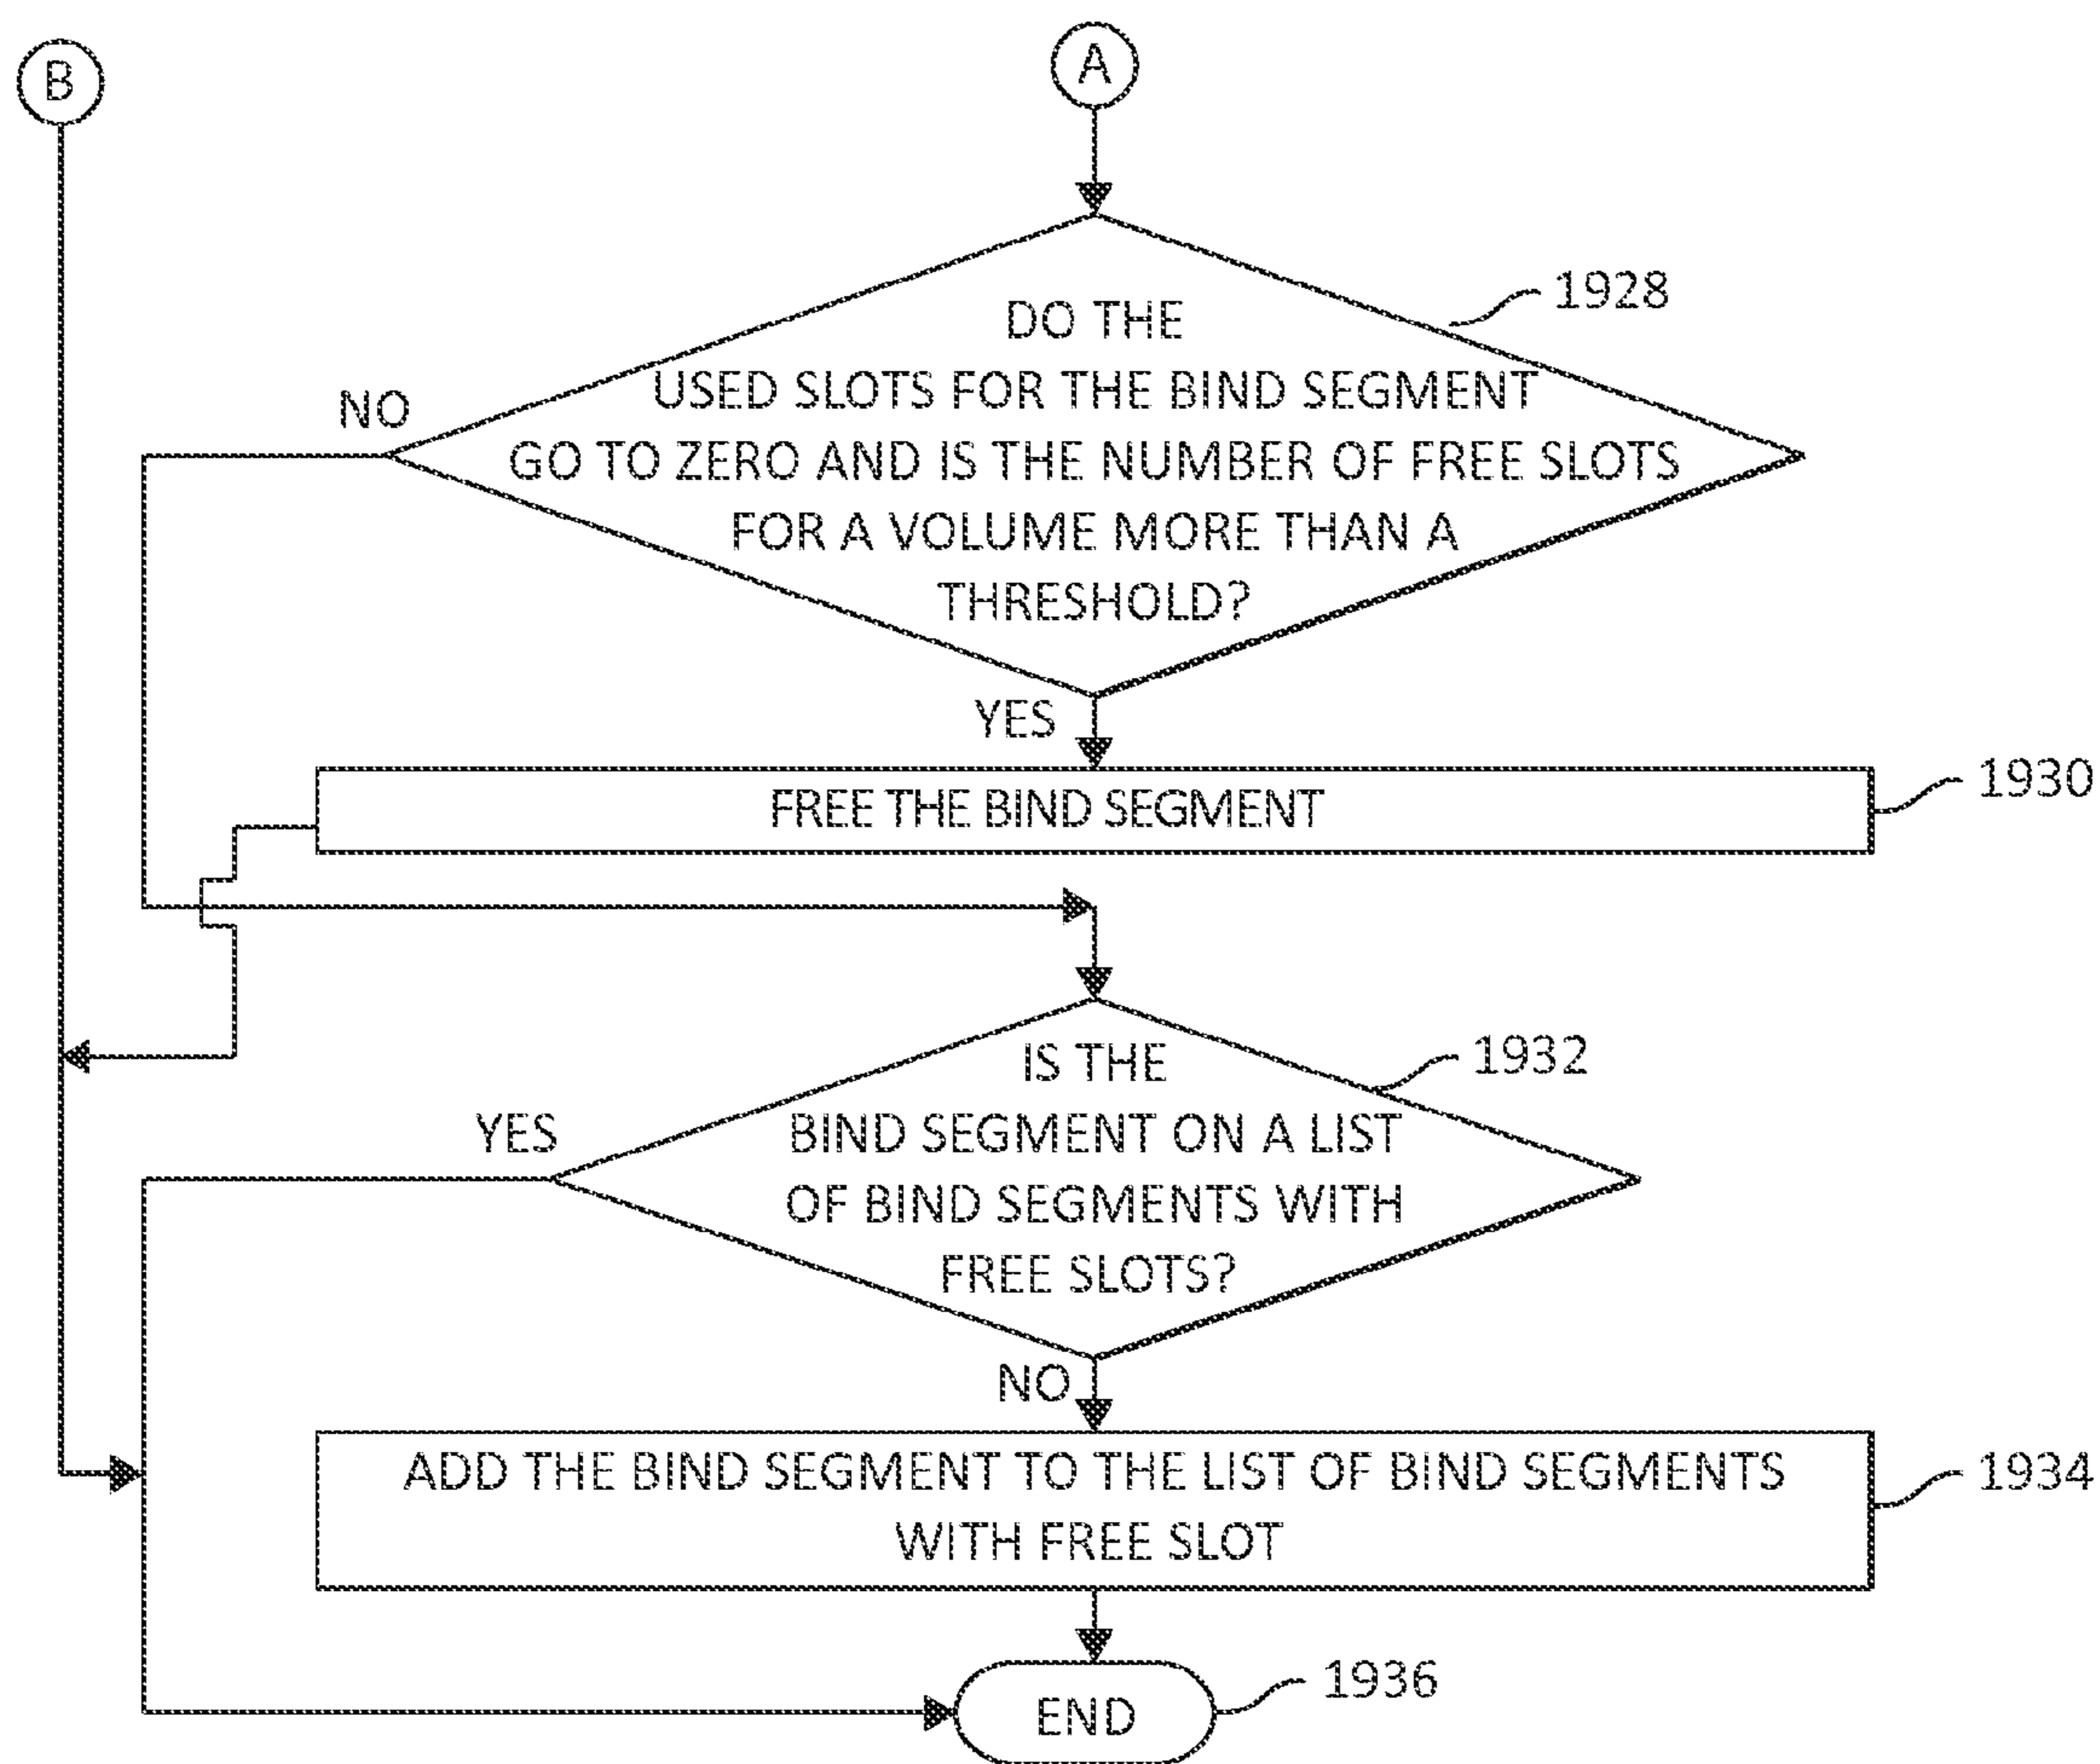 B
A
1928
DO THE
USED SLOTS FOR THE BIND SEGMENT
GO TO ZERO AND IS THE NUMBER OF FREE SLOTS
FOR A VOLUME MORE THAN A
THRESHOLD?
NO
YES
FREE THE BIND SEGMENT
1930
1932
IS THE
BIND SEGMENT ON A LIST
OF BIND SEGMENTS WITH
FREE SLOTS?
YES
NO
ADD THE BIND SEGMENT TO THE LIST OF BIND SEGMENTS
WITH FREE SLOT
1934
END
1936